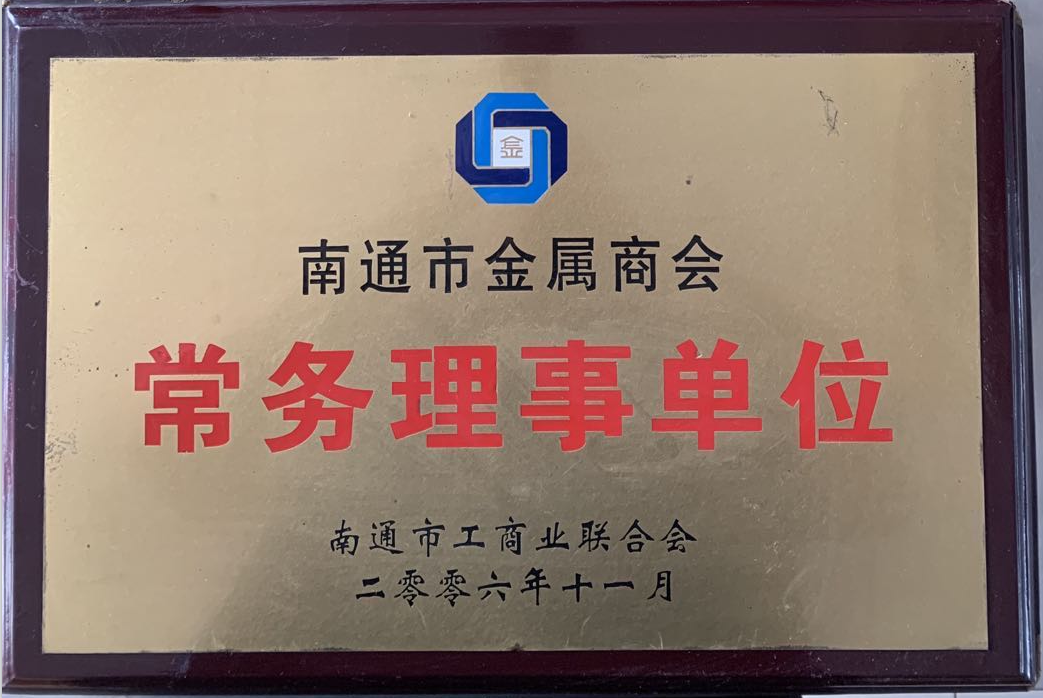 金
南通市金属商会
常务理事单位
南通市工商业联合会
二零零六年十一月